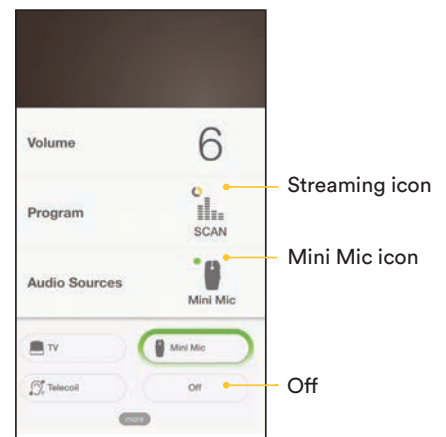 Volume
6
Streaming icon
Program
SCAN
Mini Mic icon
Audio Sources
Mini Mic
TV
Mini Mic
Telecoil
Off
Off
more